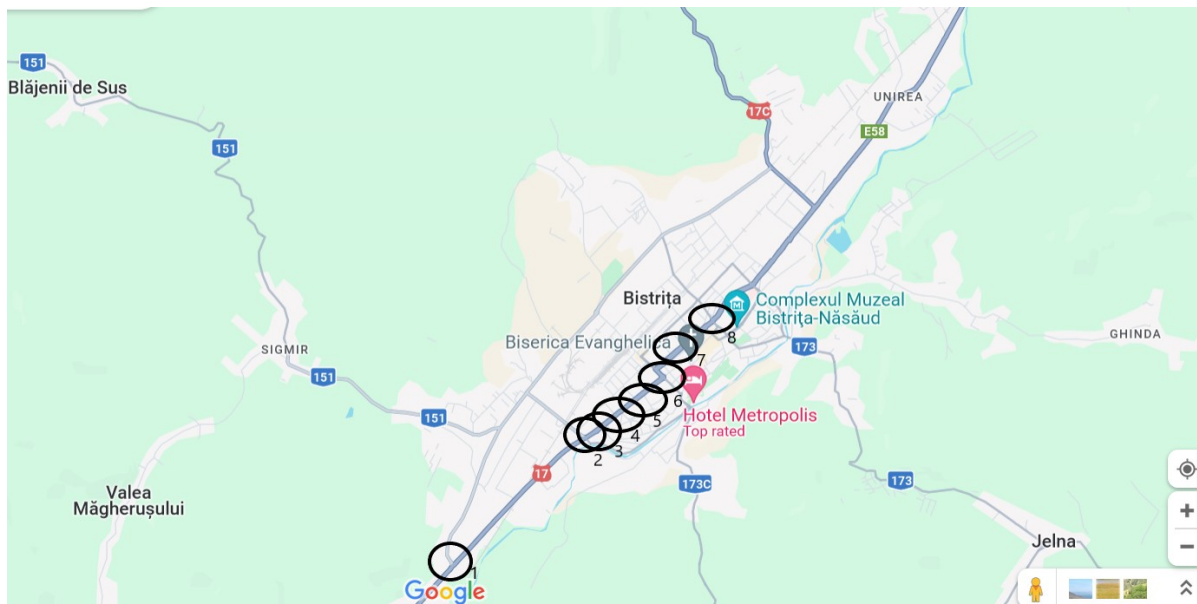 151
Blăjenii de Sus
17C
UNIREA
E58
151
Bistrița
Complexul Muzeal
Bistrița-Năsăud
8
Biserica Evanghelica
7
173
GHINDA
SIGMIR
151
Hotel Metropolis
Top rated
6
5
4
3
2
151
17
173C
173
Valea
Măgherușului
Jelna
1
Google